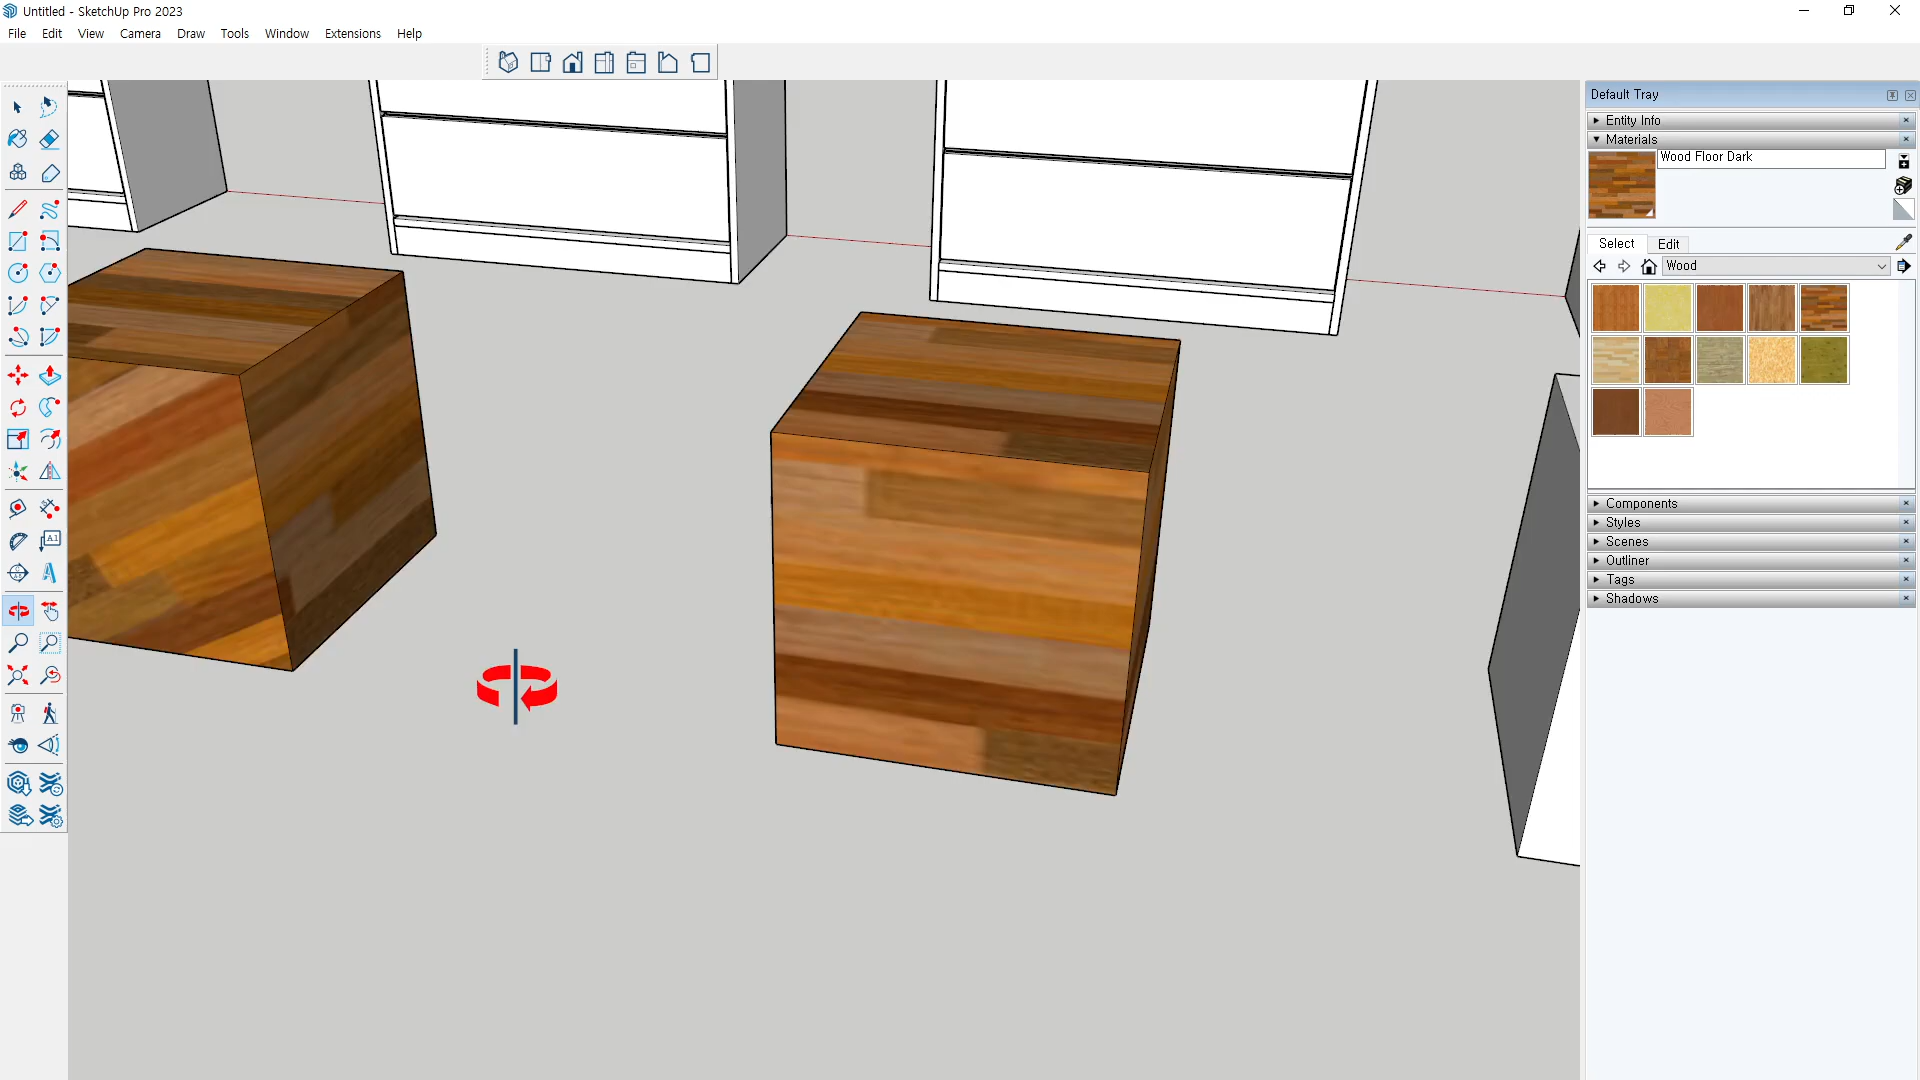 Untitled - SketchUp Pro 2023
File Edit View Camera Draw Tools Window Extensions Help
Default Tray
Entity Info
Materials
Wood Floor Dark
Select Edit
Wood
Components
Styles
Scenes
Outliner
Tags
Shadows
A1